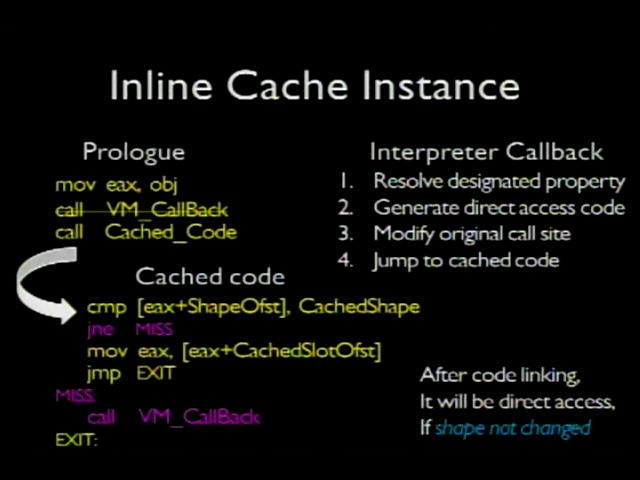 Inline Cache Instance
Prologue
mov eax, obj
call VM_CallBack
call Cached_Code
Interpreter Callback
1. Resolve designated property
2. Generate direct access code
3. Modify original call site
4. Jump to cached code
Cached code
cmp [eax+ShapeOfst], CachedShape
jne MISS
mov eax, [eax+CachedSlotOfst]
jmp EXIT
MISS:
call VM_CallBack
EXIT:
After code linking,
It will be direct access,
If shape not changed